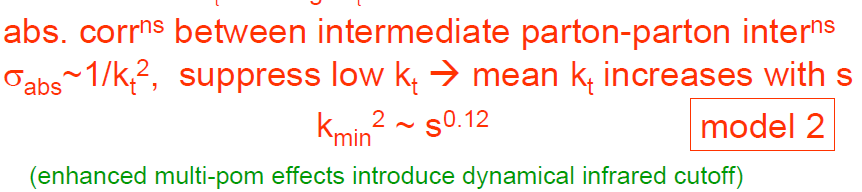 abs. corrⁿˢ between intermediate parton-parton interⁿˢ
σabs~1/kt², suppress low kt → mean kt increases with s
kmin² ~ s⁰·¹²
model 2
(enhanced multi-pom effects introduce dynamical infrared cutoff)